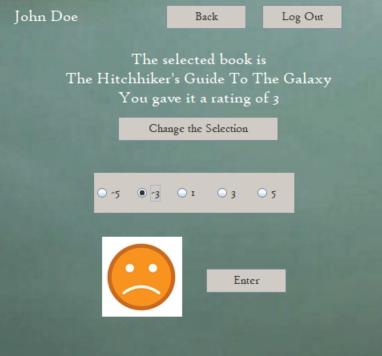 John Doe
Back
Log Out
The selected book is
The Hitchhiker's Guide To The Galaxy
You gave it a rating of 3
Change the Selection
-5 -3 1 3 5
Enter